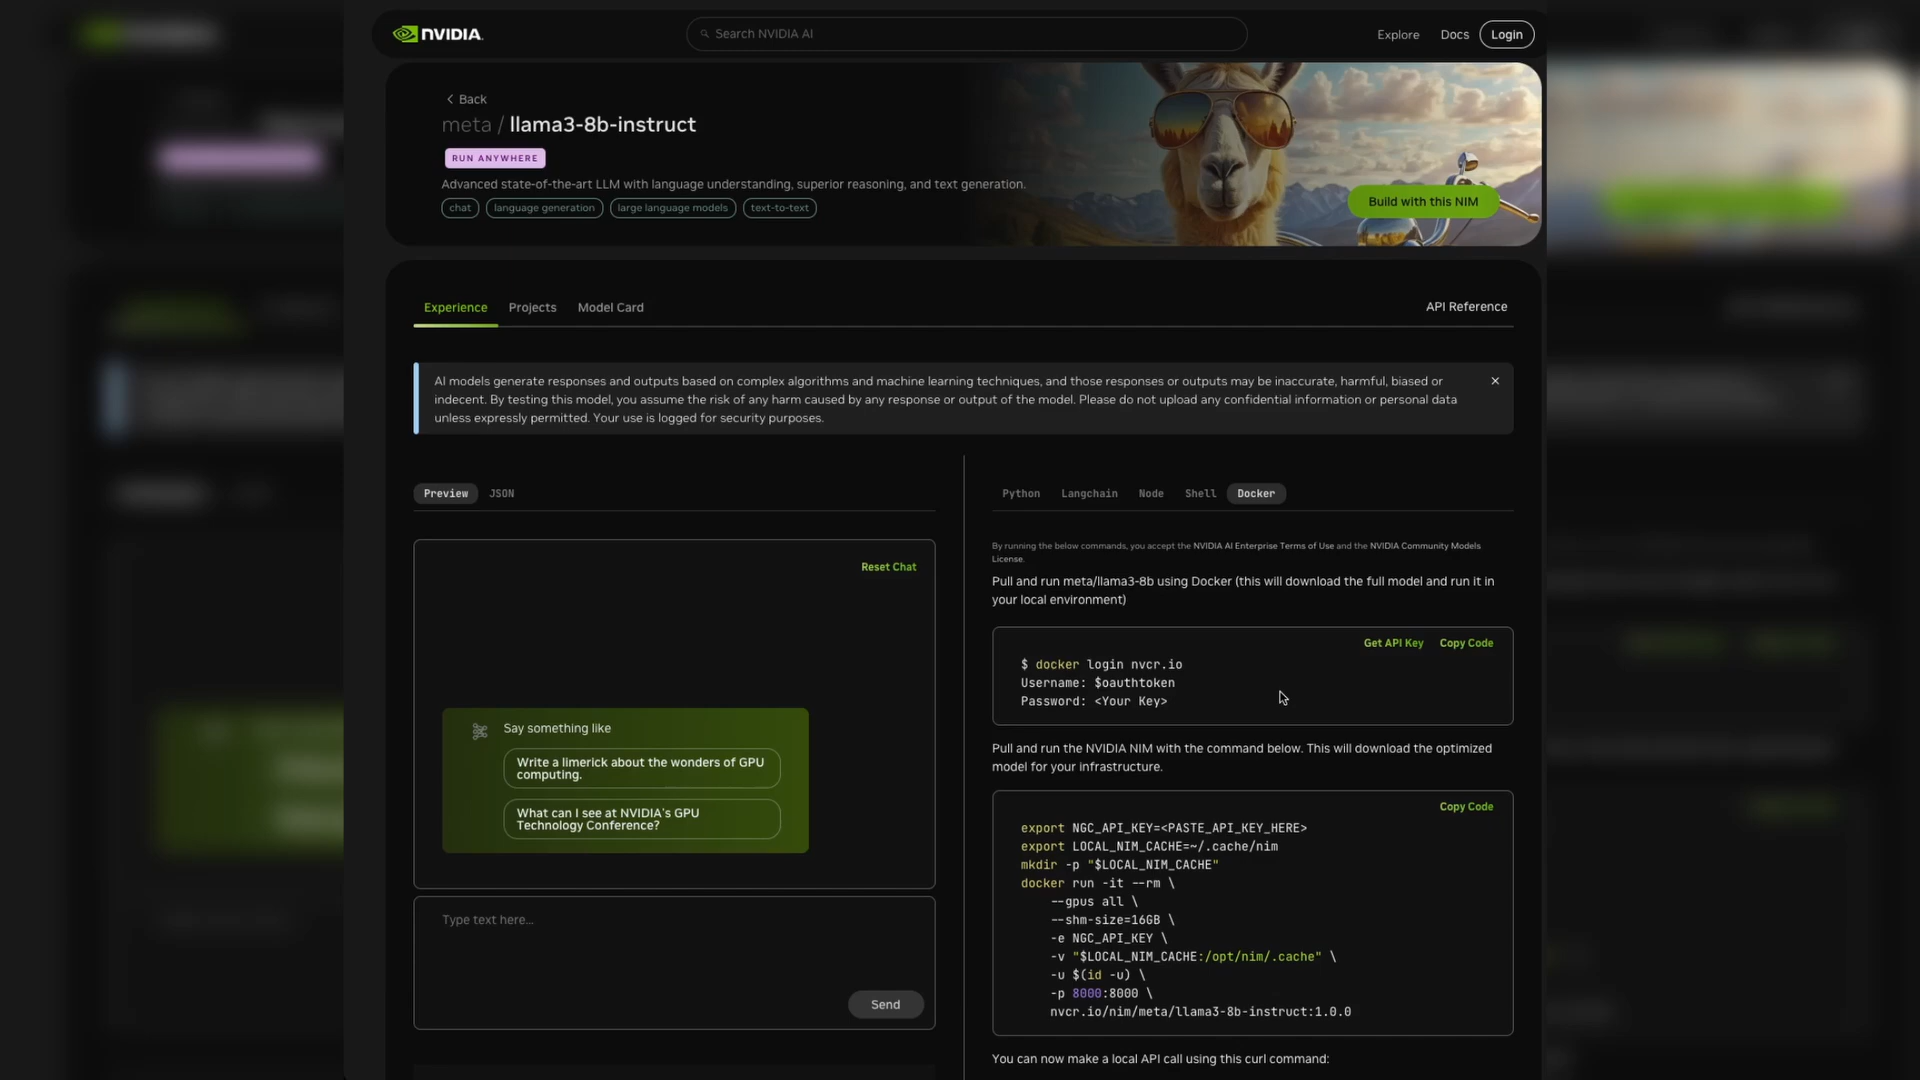 NVIDIA.
Search NVIDIA AI
Explore
Docs
Login
Back
meta / llama3-8b-instruct
RUN ANYWHERE
Advanced state-of-the-art LLM with language understanding, superior reasoning, and text generation.
chat
language generation
large language models
text-to-text
Build with this NIM
Experience
Projects
Model Card
API Reference
AI models generate responses and outputs based on complex algorithms and machine learning techniques, and those responses or outputs may be inaccurate, harmful, biased or
indecent. By testing this model, you assume the risk of any harm caused by any response or output of the model. Please do not upload any confidential information or personal data
unless expressly permitted. Your use is logged for security purposes.
Preview
JSON
Reset Chat
Say something like
Write a limerick about the wonders of GPU
computing.
What can I see at NVIDIA's GPU
Technology Conference?
Type text here...
Send
Python
Langchain
Node
Shell
Docker
By running the below commands, you accept the NVIDIA AI Enterprise Terms of Use and the NVIDIA Community Models
License.
Pull and run meta/llama3-8b using Docker (this will download the full model and run it in
your local environment)
Get API Key
Copy Code
$ docker login nvcr.io
Username: $oauthtoken
Password: <Your Key>
Pull and run the NVIDIA NIM with the command below. This will download the optimized
model for your infrastructure.
Copy Code
export NGC_API_KEY=<PASTE_API_KEY_HERE>
export LOCAL_NIM_CACHE=~/.cache/nim
mkdir -p "$LOCAL_NIM_CACHE"
docker run -it --rm \
--gpus all \
--shm-size=16GB \
-e NGC_API_KEY \
-v "$LOCAL_NIM_CACHE:/opt/nim/.cache" \
-u $(id -u) \
-p 8000:8000 \
nvcr.io/nim/meta/llama3-8b-instruct:1.0.0
You can now make a local API call using this curl command: